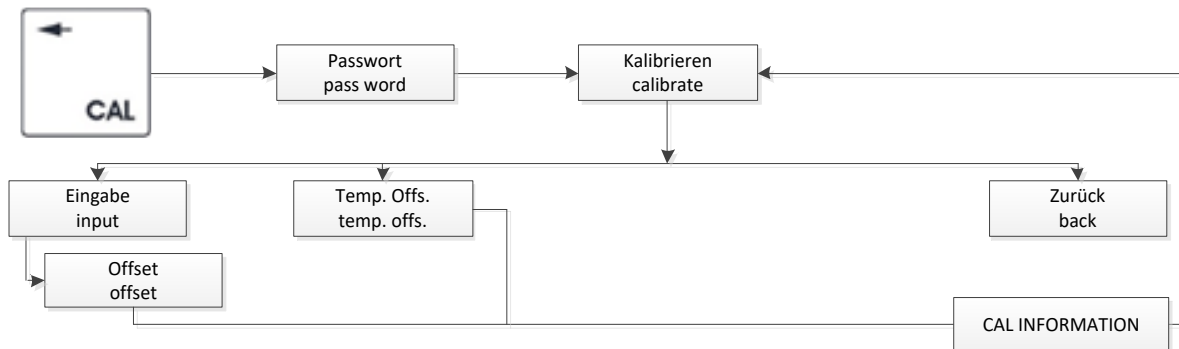 CAL
Passwort
pass word
Kalibrieren
calibrate
Eingabe
input
Temp. Offs.
temp. offs.
Zurück
back
Offset
offset
CAL INFORMATION